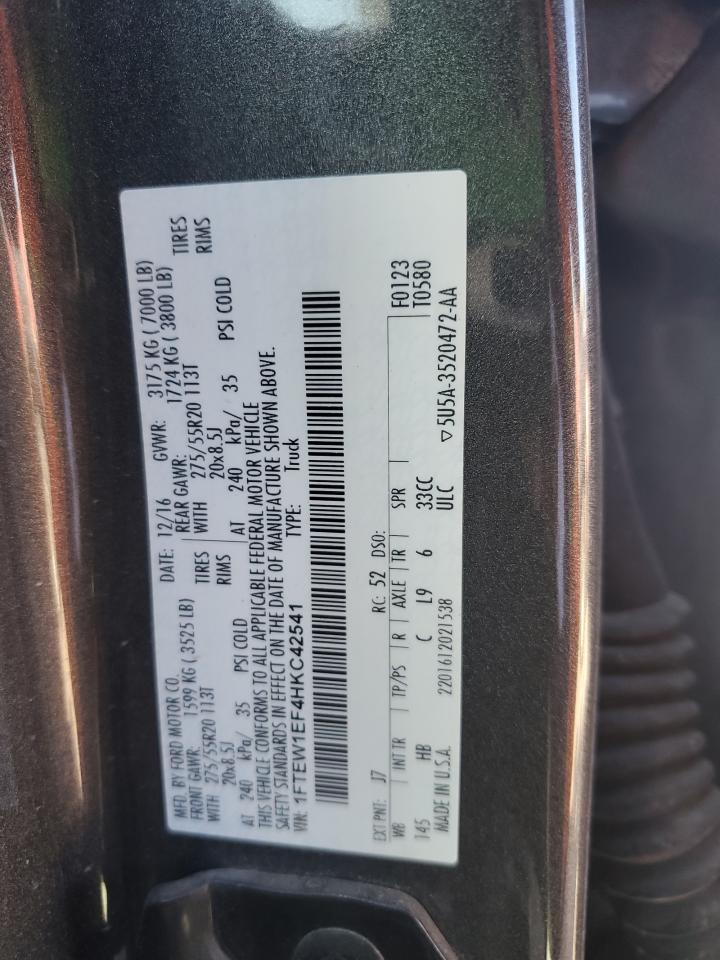 MFD. BY FORD MOTOR CO.
DATE: 12/16 GVWR: 3175 KG ( 7000 LB)
FRONT GAWR: 1599 KG ( 3525 LB)
REAR GAWR: 1724 KG ( 3800 LB)
WITH 275/55R20 113T TIRES
WITH 275/55R20 113T TIRES
20x8.5J RIMS
20x8.5J RIMS
AT 240 kPa/ 35 PSI COLD
AT 240 kPa/ 35 PSI COLD
THIS VEHICLE CONFORMS TO ALL APPLICABLE FEDERAL MOTOR VEHICLE
SAFETY STANDARDS IN EFFECT ON THE DATE OF MANUFACTURE SHOWN ABOVE.
VIN: 1FTEW1EF4HKC42541 TYPE: Truck
EXT PNT: J7 RC: 52 DSO: F0123
WB INT TR TP/PS R AXLE TR SPR T0580
145 HB C L9 6 33CC
MADE IN U.S.A. 2201612021538 ULC ▽5U5A-3520472-AA